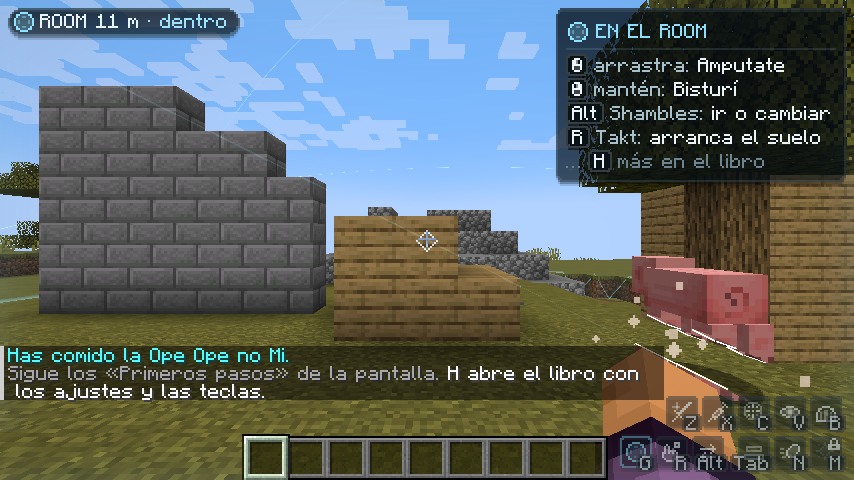 ROOM 11 m · dentro
EN EL ROOM
arrastra: Amputate
mantén: Bisturí
Alt Shambles: ir o cambiar
R Takt: arranca el suelo
... H más en el libro
Has comido la Ope Ope no Mi.
Sigue los «Primeros pasos» de la pantalla. H abre el libro con
los ajustes y las teclas.
Z X C V B
G R Alt Tab N M